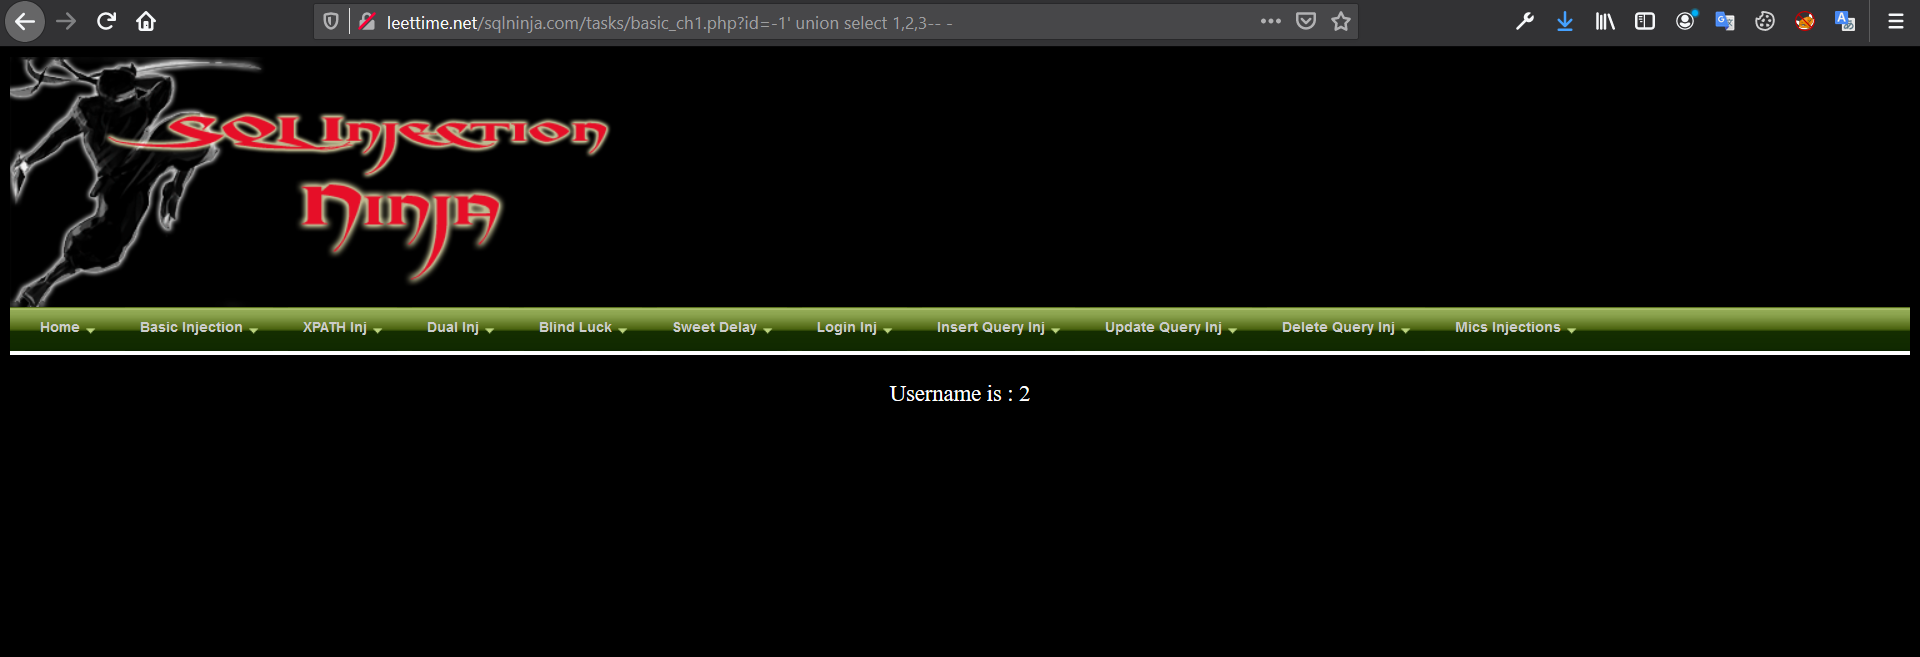 leettime.net/sqlninja.com/tasks/basic_ch1.php?id=-1' union select 1,2,3-- -
SQL Injection
Ninja
Home Basic Injection XPATH Inj Dual Inj Blind Luck Sweet Delay Login Inj Insert Query Inj Update Query Inj Delete Query Inj Mics Injections
Username is : 2